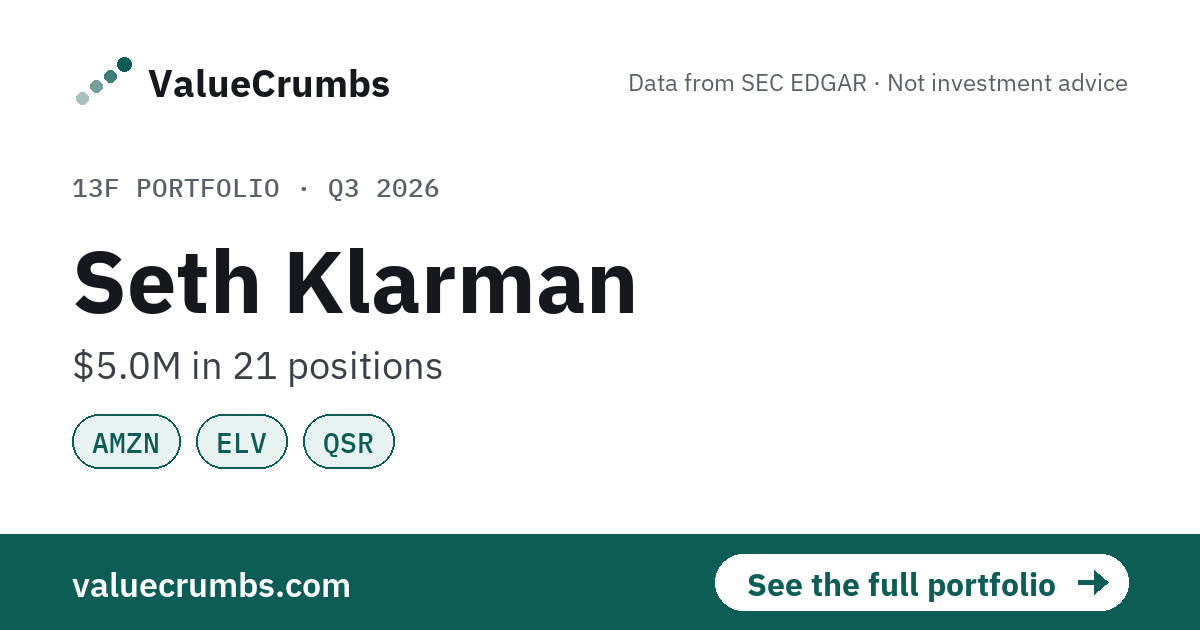 ValueCrumbs
Data from SEC EDGAR · Not investment advice
13F PORTFOLIO · Q3 2026
Seth Klarman
$5.0M in 21 positions
AMZN ELV QSR
valuecrumbs.com
See the full portfolio